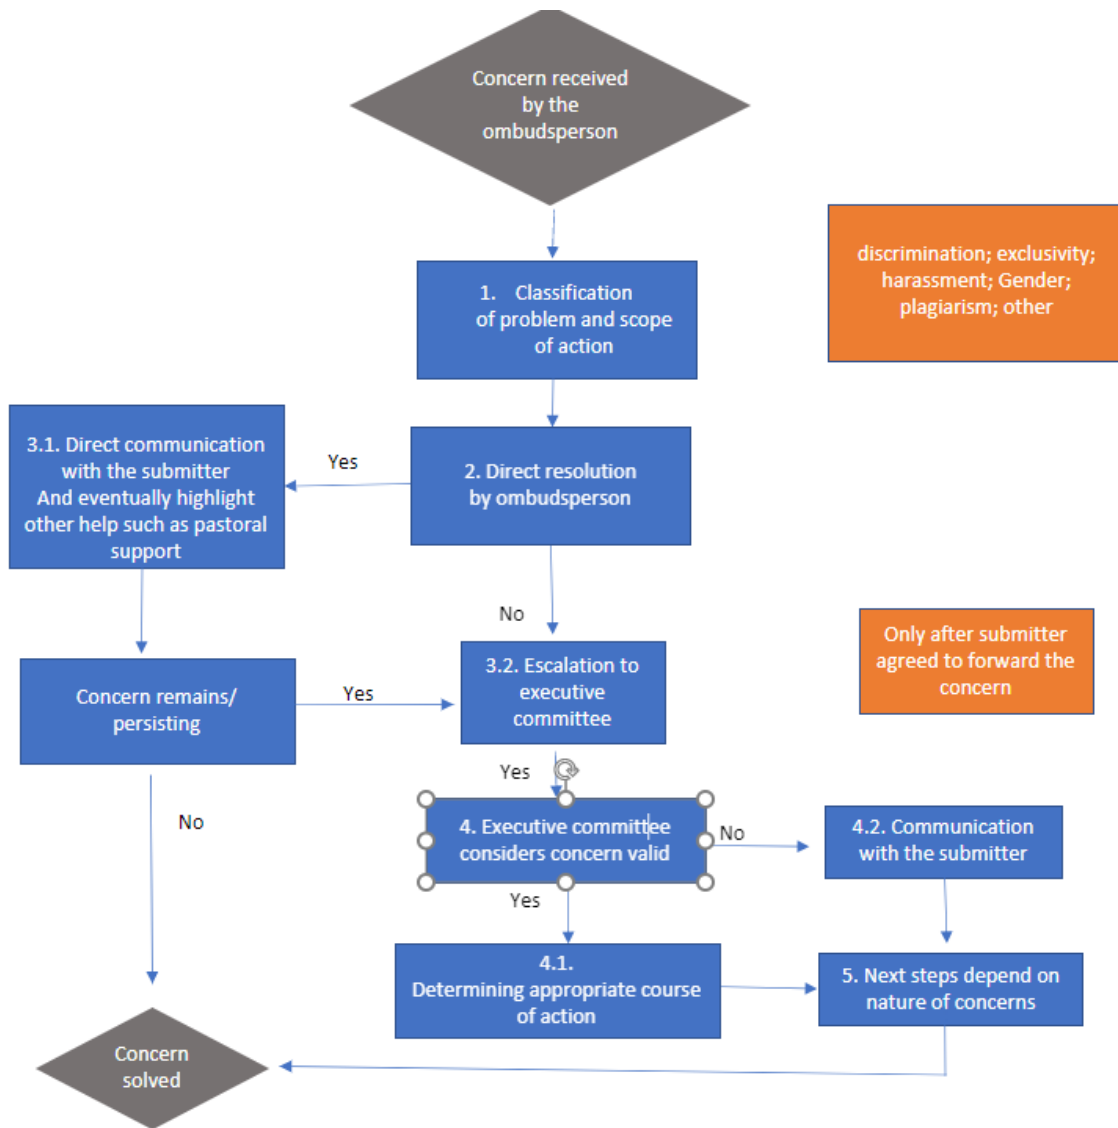 Concern received
by the
ombudsperson
discrimination; exclusivity;
harassment; Gender;
plagiarism; other
1. Classification
of problem and scope
of action
3.1. Direct communication
with the submitter
And eventually highlight
other help such as pastoral
support
Yes
2. Direct resolution
by ombudsperson
No
Only after submitter
agreed to forward the
concern
Concern remains/
persisting
Yes
3.2. Escalation to
executive
committee
Yes
No
4. Executive committee
considers concern valid
No
4.2. Communication
with the submitter
Yes
4.1.
Determining appropriate course
of action
5. Next steps depend on
nature of concerns
Concern
solved